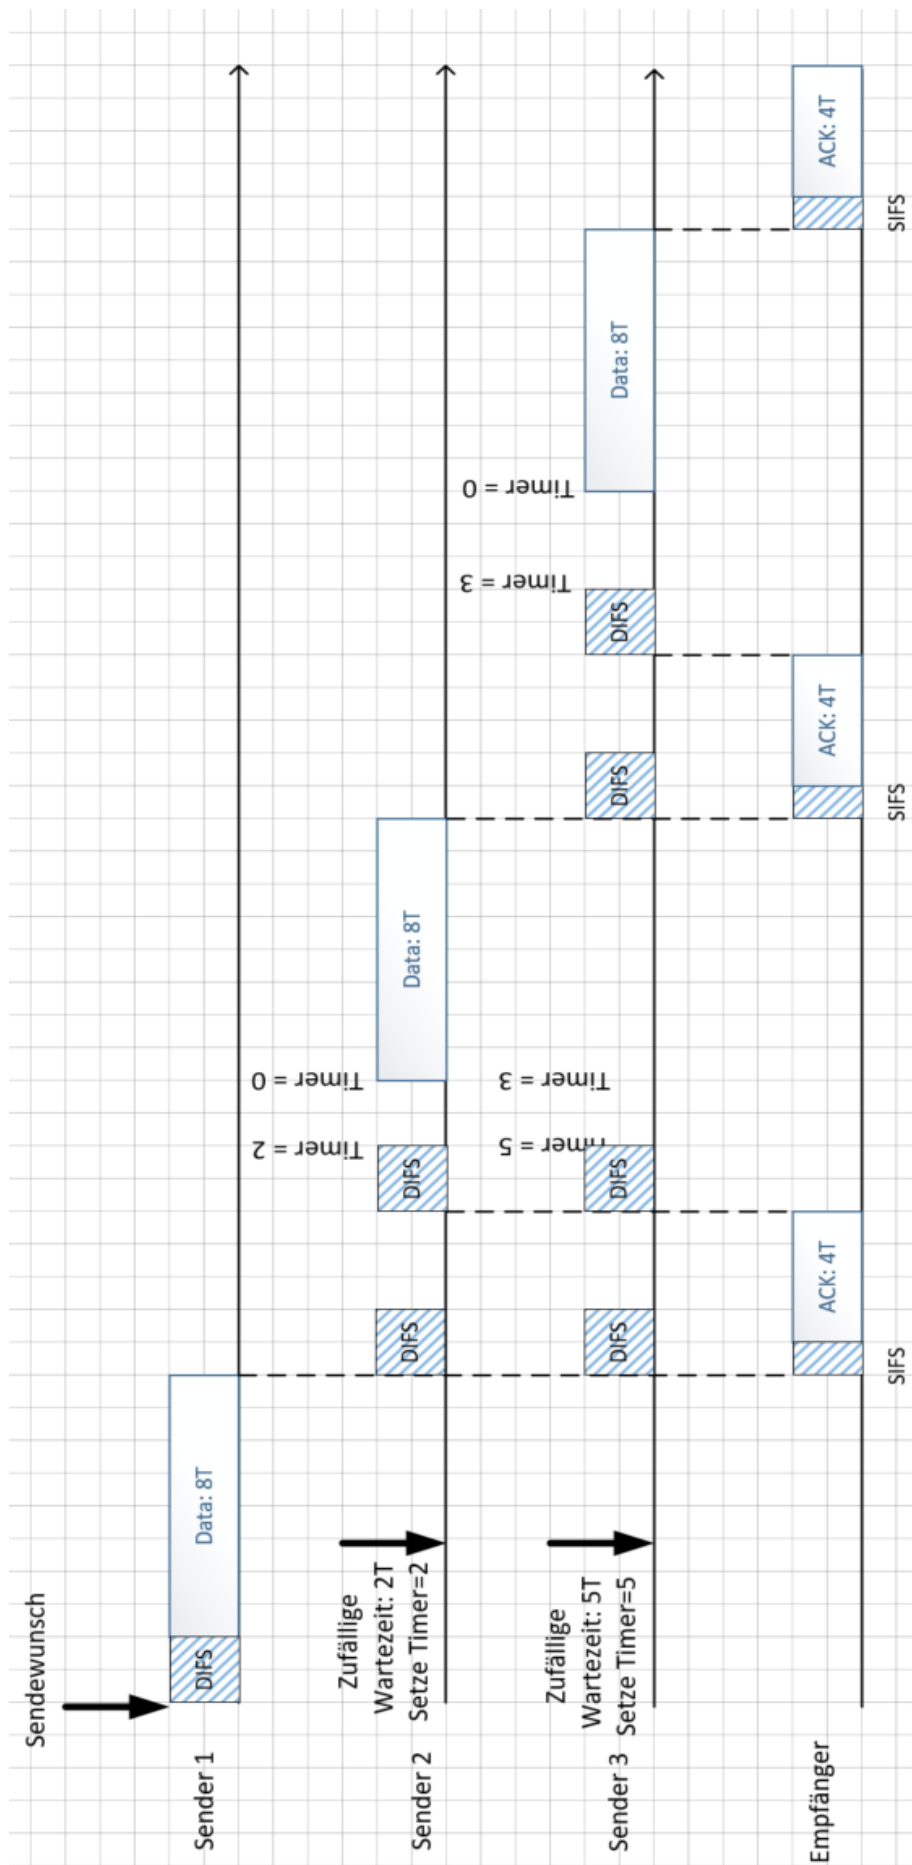 Sendewunsch
Sender 1
DIFS
Data: 8T
Sender 2
Zufällige
Wartezeit: 2T
Setze Timer=2
DIFS
DIFS
Timer = 2
Timer = 0
Data: 8T
Sender 3
Zufällige
Wartezeit: 5T
Setze Timer=5
DIFS
DIFS
Timer = 5
Timer = 3
DIFS
DIFS
Timer = 3
Timer = 0
Data: 8T
Empfänger
SIFS
ACK: 4T
SIFS
ACK: 4T
SIFS
ACK: 4T